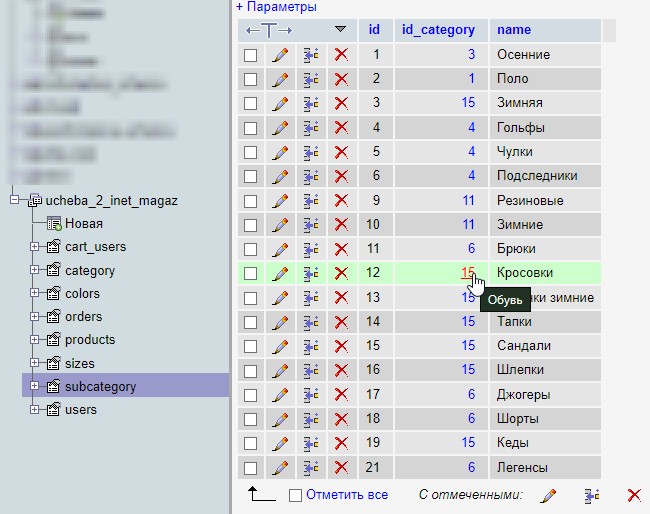 + Параметры
id id_category name
1 3 Осенние
2 1 Поло
3 15 Зимняя
4 4 Гольфы
5 4 Чулки
6 4 Подследники
9 11 Резиновые
10 11 Зимние
11 6 Брюки
12 15 Кросовки
13 15 ки зимние
Обувь
14 15 Тапки
15 15 Сандали
16 15 Шлепки
17 6 Джогеры
18 6 Шорты
19 15 Кеды
21 6 Легенсы
Отметить все С отмеченными:
ucheba_2_inet_magaz
Новая
cart_users
category
colors
orders
products
sizes
subcategory
users